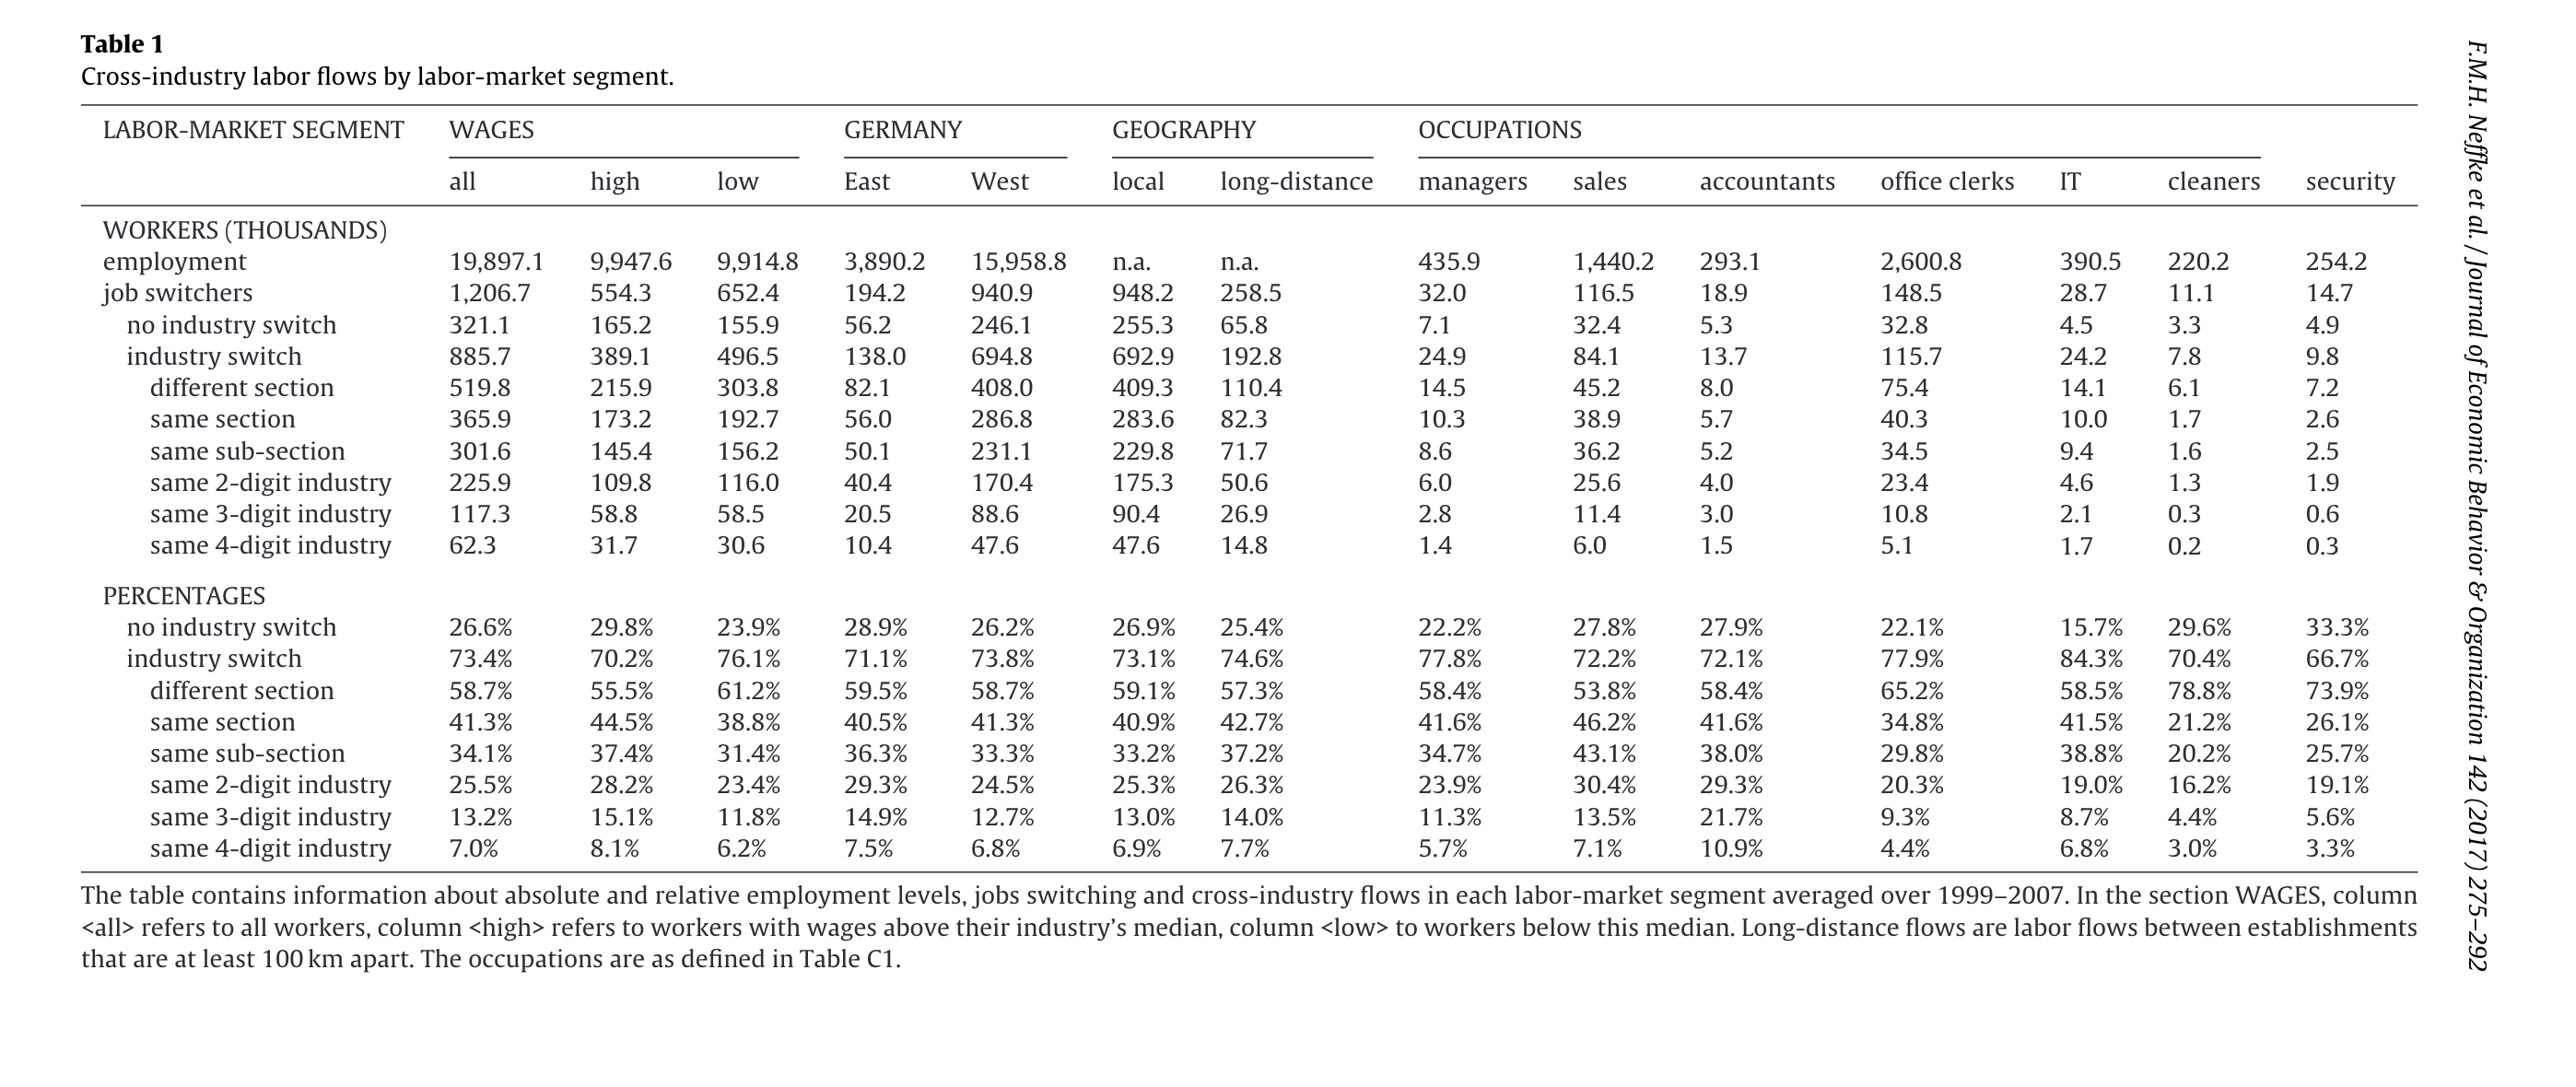 Table 1
Cross-industry labor flows by labor-market segment.
LABOR-MARKET SEGMENT WAGES GERMANY GEOGRAPHY OCCUPATIONS
all high low East West local long-distance managers sales accountants office clerks IT cleaners security
WORKERS (THOUSANDS)
employment 19,897.1 9,947.6 9,914.8 3,890.2 15,958.8 n.a. n.a. 435.9 1,440.2 293.1 2,600.8 390.5 220.2 254.2
job switchers 1,206.7 554.3 652.4 194.2 940.9 948.2 258.5 32.0 116.5 18.9 148.5 28.7 11.1 14.7
no industry switch 321.1 165.2 155.9 56.2 246.1 255.3 65.8 7.1 32.4 5.3 32.8 4.5 3.3 4.9
industry switch 885.7 389.1 496.5 138.0 694.8 692.9 192.8 24.9 84.1 13.7 115.7 24.2 7.8 9.8
different section 519.8 215.9 303.8 82.1 408.0 409.3 110.4 14.5 45.2 8.0 75.4 14.1 6.1 7.2
same section 365.9 173.2 192.7 56.0 286.8 283.6 82.3 10.3 38.9 5.7 40.3 10.0 1.7 2.6
same sub-section 301.6 145.4 156.2 50.1 231.1 229.8 71.7 8.6 36.2 5.2 34.5 9.4 1.6 2.5
same 2-digit industry 225.9 109.8 116.0 40.4 170.4 175.3 50.6 6.0 25.6 4.0 23.4 4.6 1.3 1.9
same 3-digit industry 117.3 58.8 58.5 20.5 88.6 90.4 26.9 2.8 11.4 3.0 10.8 2.1 0.3 0.6
same 4-digit industry 62.3 31.7 30.6 10.4 47.6 47.6 14.8 1.4 6.0 1.5 5.1 1.7 0.2 0.3
PERCENTAGES
no industry switch 26.6% 29.8% 23.9% 28.9% 26.2% 26.9% 25.4% 22.2% 27.8% 27.9% 22.1% 15.7% 29.6% 33.3%
industry switch 73.4% 70.2% 76.1% 71.1% 73.8% 73.1% 74.6% 77.8% 72.2% 72.1% 77.9% 84.3% 70.4% 66.7%
different section 58.7% 55.5% 61.2% 59.5% 58.7% 59.1% 57.3% 58.4% 53.8% 58.4% 65.2% 58.5% 78.8% 73.9%
same section 41.3% 44.5% 38.8% 40.5% 41.3% 40.9% 42.7% 41.6% 46.2% 41.6% 34.8% 41.5% 21.2% 26.1%
same sub-section 34.1% 37.4% 31.4% 36.3% 33.3% 33.2% 37.2% 34.7% 43.1% 38.0% 29.8% 38.8% 20.2% 25.7%
same 2-digit industry 25.5% 28.2% 23.4% 29.3% 24.5% 25.3% 26.3% 23.9% 30.4% 29.3% 20.3% 19.0% 16.2% 19.1%
same 3-digit industry 13.2% 15.1% 11.8% 14.9% 12.7% 13.0% 14.0% 11.3% 13.5% 21.7% 9.3% 8.7% 4.4% 5.6%
same 4-digit industry 7.0% 8.1% 6.2% 7.5% 6.8% 6.9% 7.7% 5.7% 7.1% 10.9% 4.4% 6.8% 3.0% 3.3%
The table contains information about absolute and relative employment levels, jobs switching and cross-industry flows in each labor-market segment averaged over 1999–2007. In the section WAGES, column
<all> refers to all workers, column <high> refers to workers with wages above their industry's median, column <low> to workers below this median. Long-distance flows are labor flows between establishments
that are at least 100 km apart. The occupations are as defined in Table C1.
F.M.H. Neffke et al. / Journal of Economic Behavior & Organization 142 (2017) 275–292